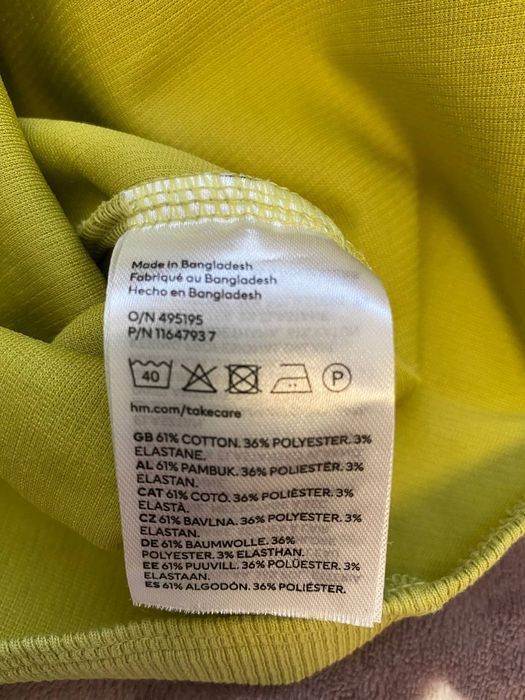 Made in Bangladesh
Fabriqué au Bangladesh
Hecho en Bangladesh
O/N 495195
P/N 1164793 7
40 P
hm.com/takecare
GB 61% COTTON. 36% POLYESTER. 3%
ELASTANE.
AL 61% PAMBUK. 36% POLIESTËR. 3%
ELASTAN.
CAT 61% COTÓ. 36% POLIÈSTER. 3%
ELASTÀ.
CZ 61% BAVLNA. 36% POLYESTER. 3%
ELASTAN.
DE 61% BAUMWOLLE. 36%
POLYESTER. 3% ELASTHAN.
EE 61% PUUVILL. 36% POLÜESTER. 3%
ELASTAAN.
ES 61% ALGODÓN. 36% POLIÉSTER.